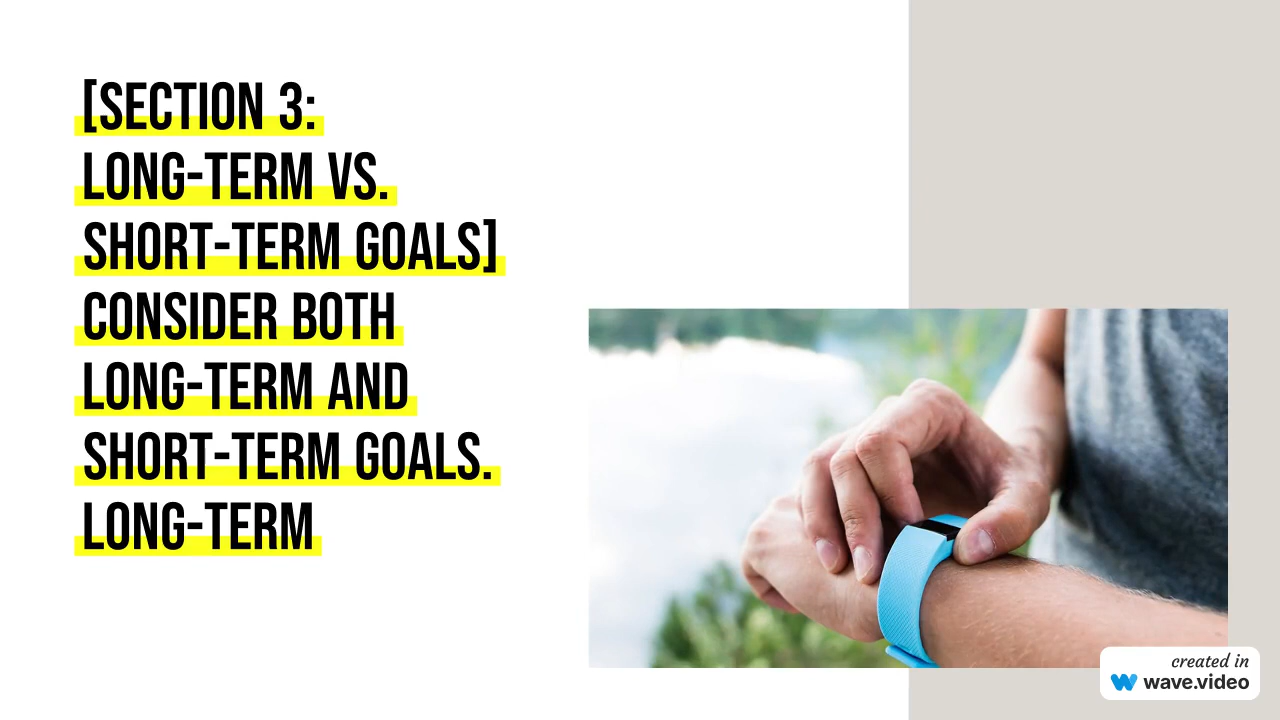 [SECTION 3:
LONG-TERM VS.
SHORT-TERM GOALS]
CONSIDER BOTH
LONG-TERM AND
SHORT-TERM GOALS.
LONG-TERM
created in
wave.video